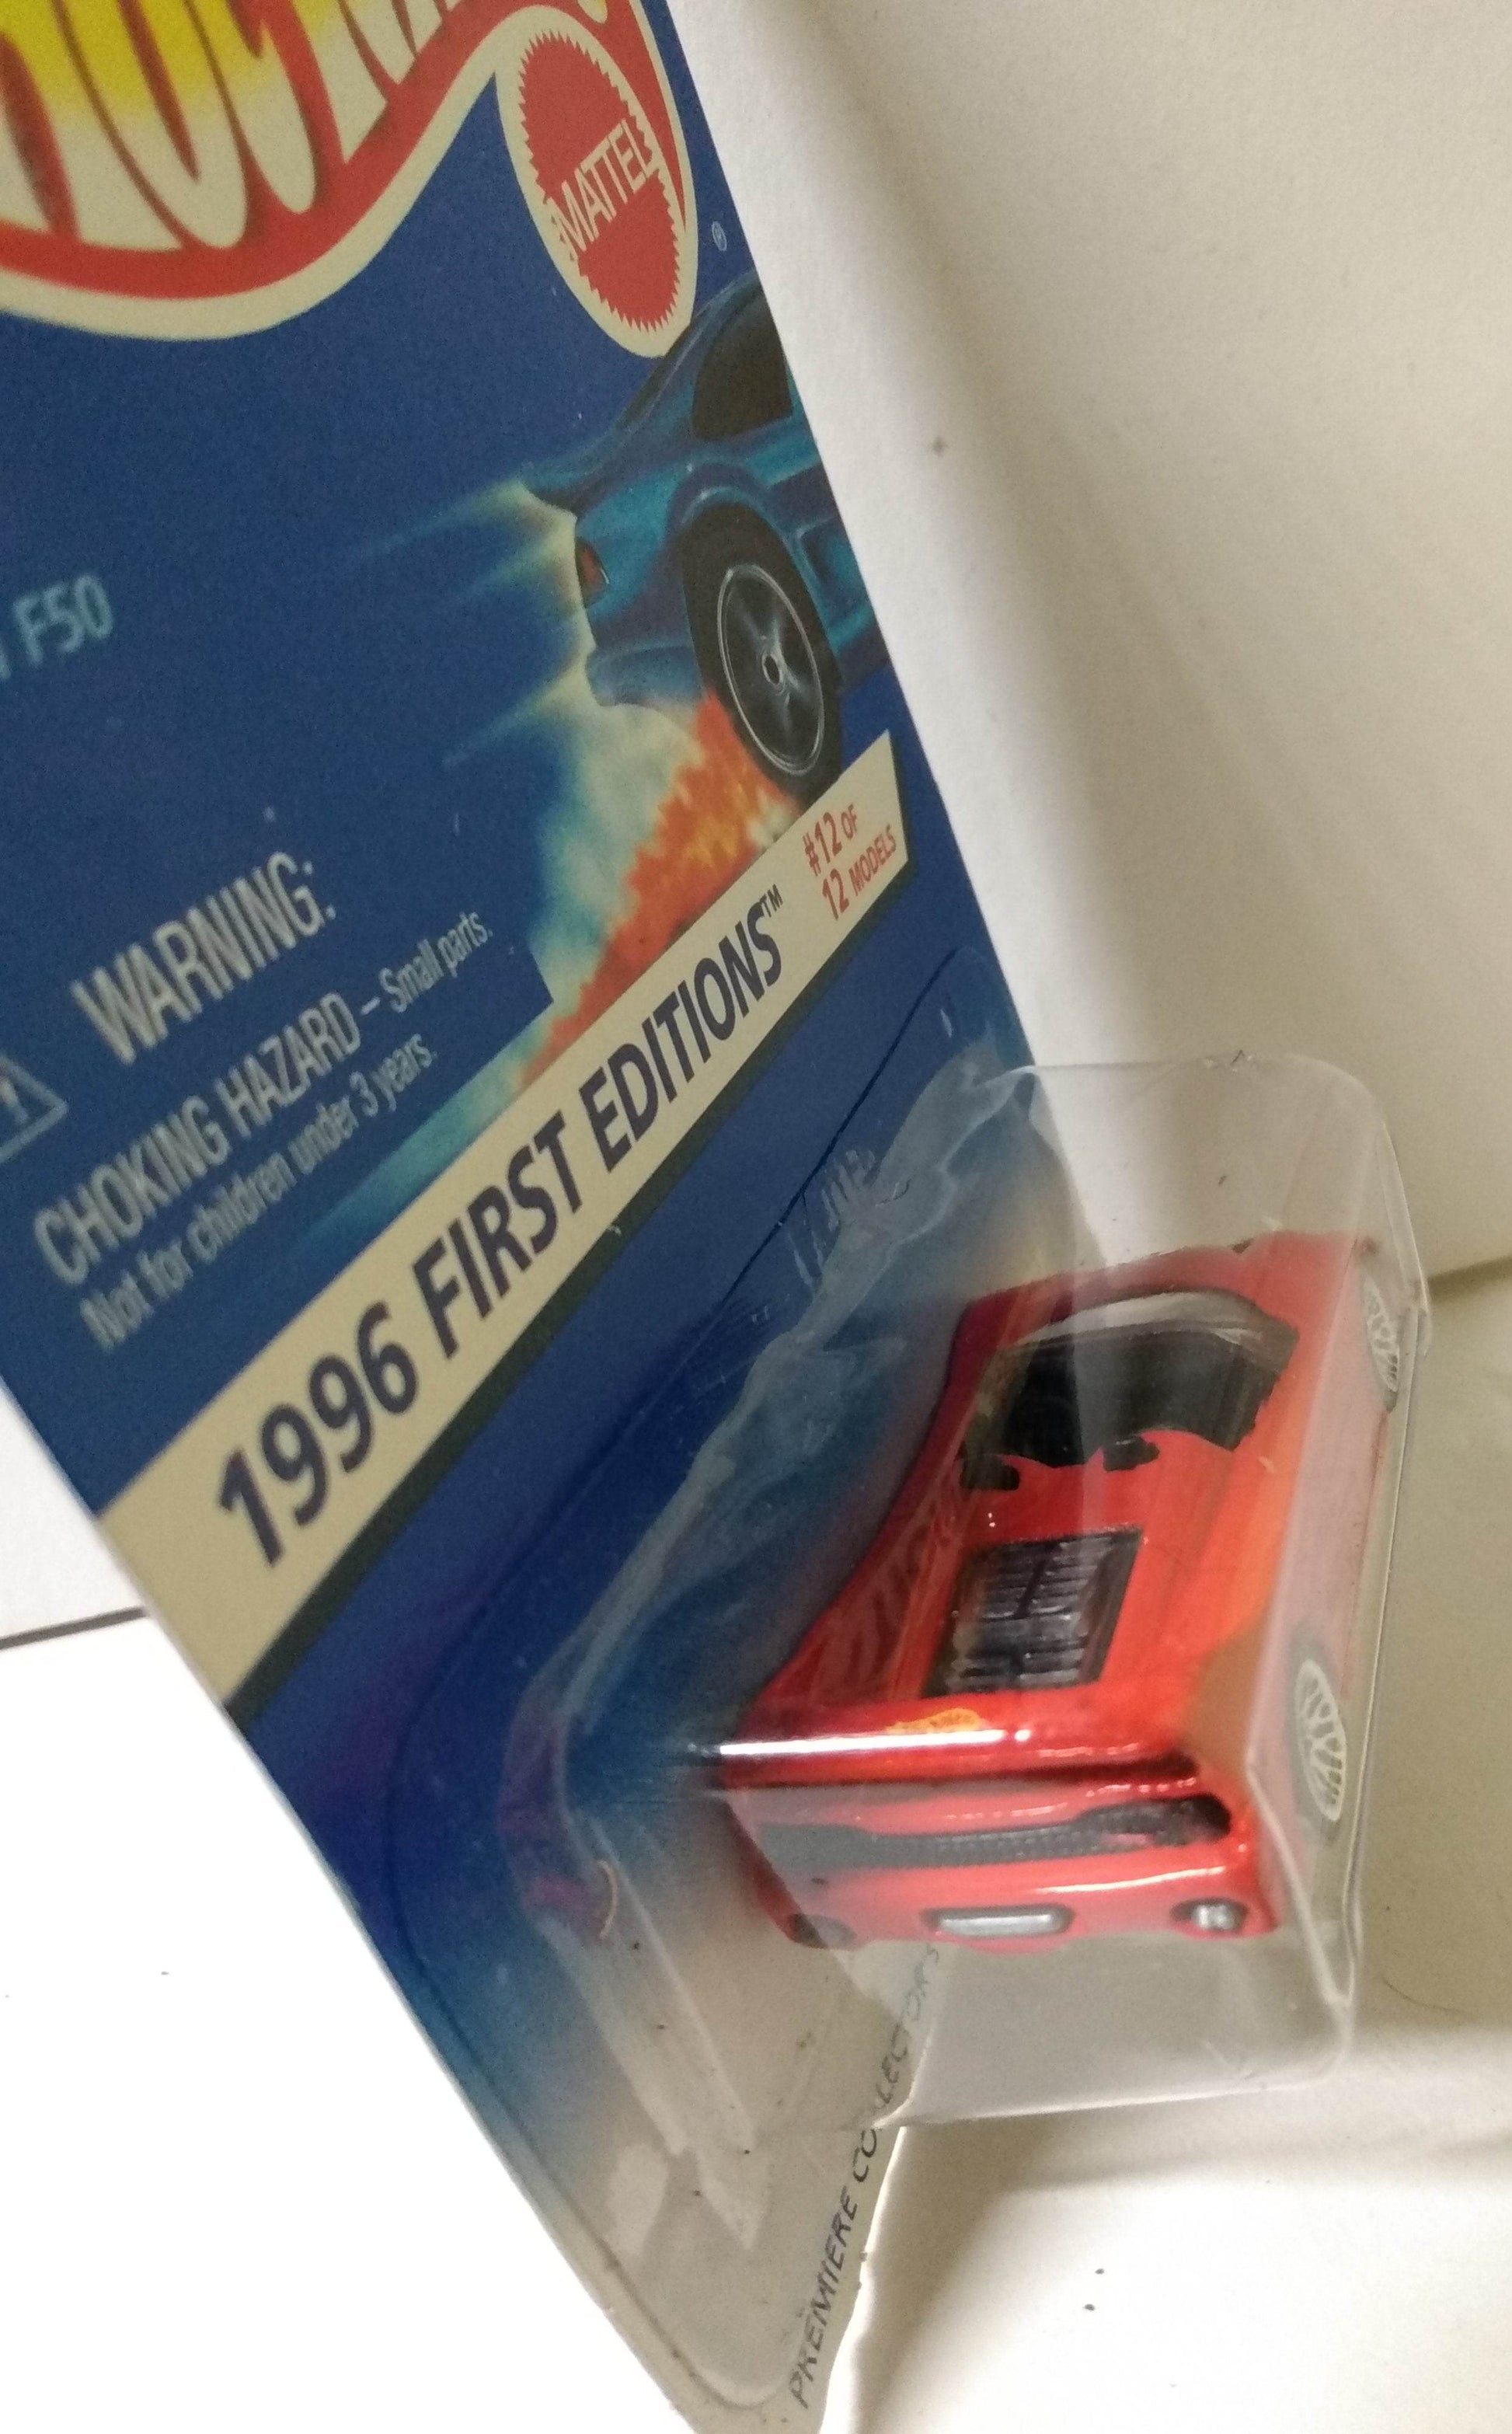 MATTEL
®
F50
WARNING:
CHOKING HAZARD – Small parts.
Not for children under 3 years.
1996 FIRST EDITIONS™
#12 OF
12 MODELS
PREMIERE COLLECTOR'S